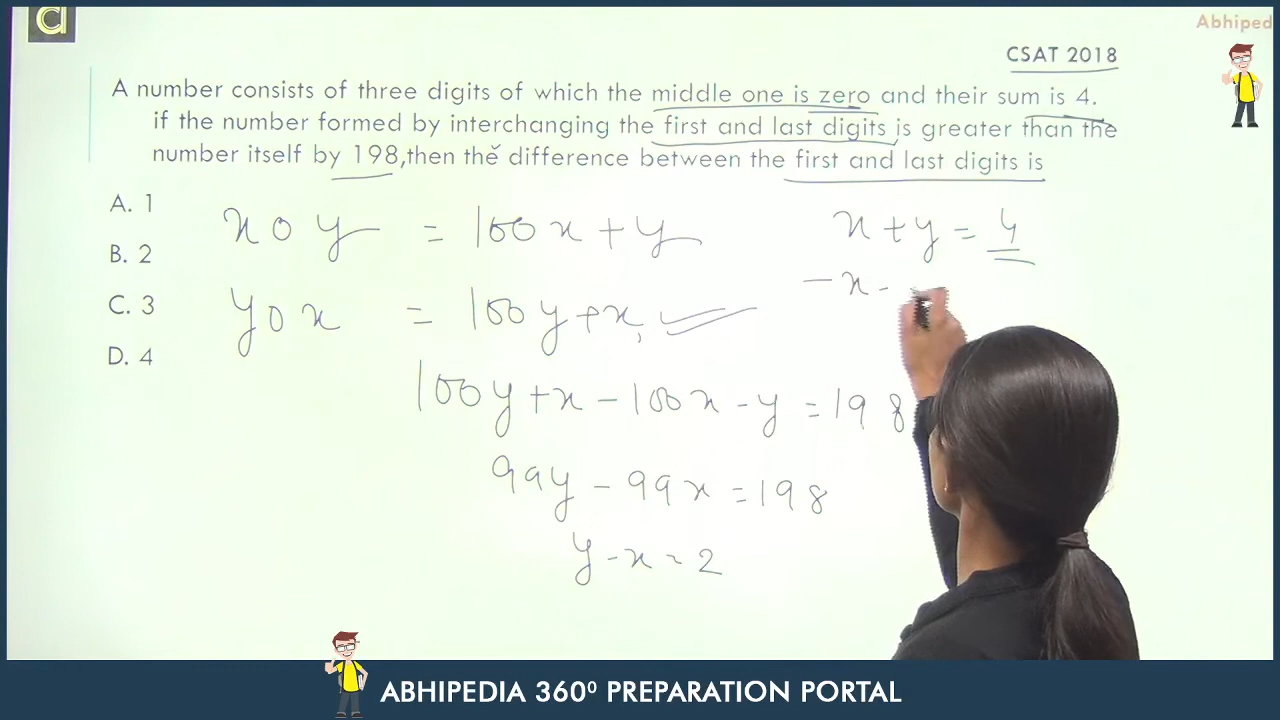 a
Abhiped
CSAT 2018
A number consists of three digits of which the middle one is zero and their sum is 4.
if the number formed by interchanging the first and last digits is greater than the
number itself by 198,then the difference between the first and last digits is
A. 1
B. 2
C. 3
D. 4
x 0 y = 100x + y
x + y = 4
- x -
y 0 x = 100y + x,
100y + x - 100x - y = 198
99y - 99x = 198
y - x = 2
ABHIPEDIA 360⁰ PREPARATION PORTAL